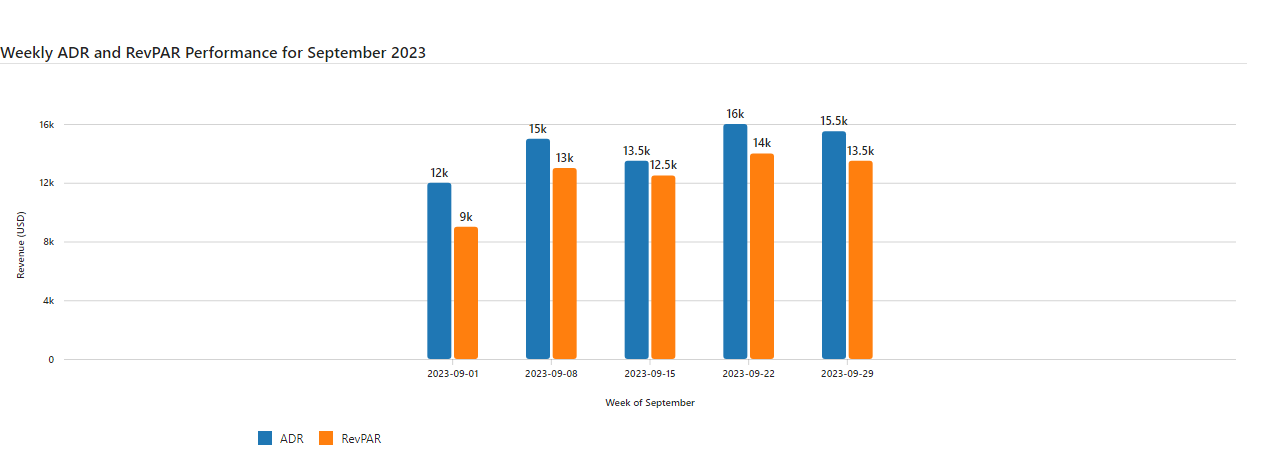 Weekly ADR and RevPAR Performance for September 2023
16k
12k
8k
4k
0
Revenue (USD)
12k
9k
15k
13k
13.5k
12.5k
16k
14k
15.5k
13.5k
2023-09-01
2023-09-08
2023-09-15
2023-09-22
2023-09-29
Week of September
ADR
RevPAR